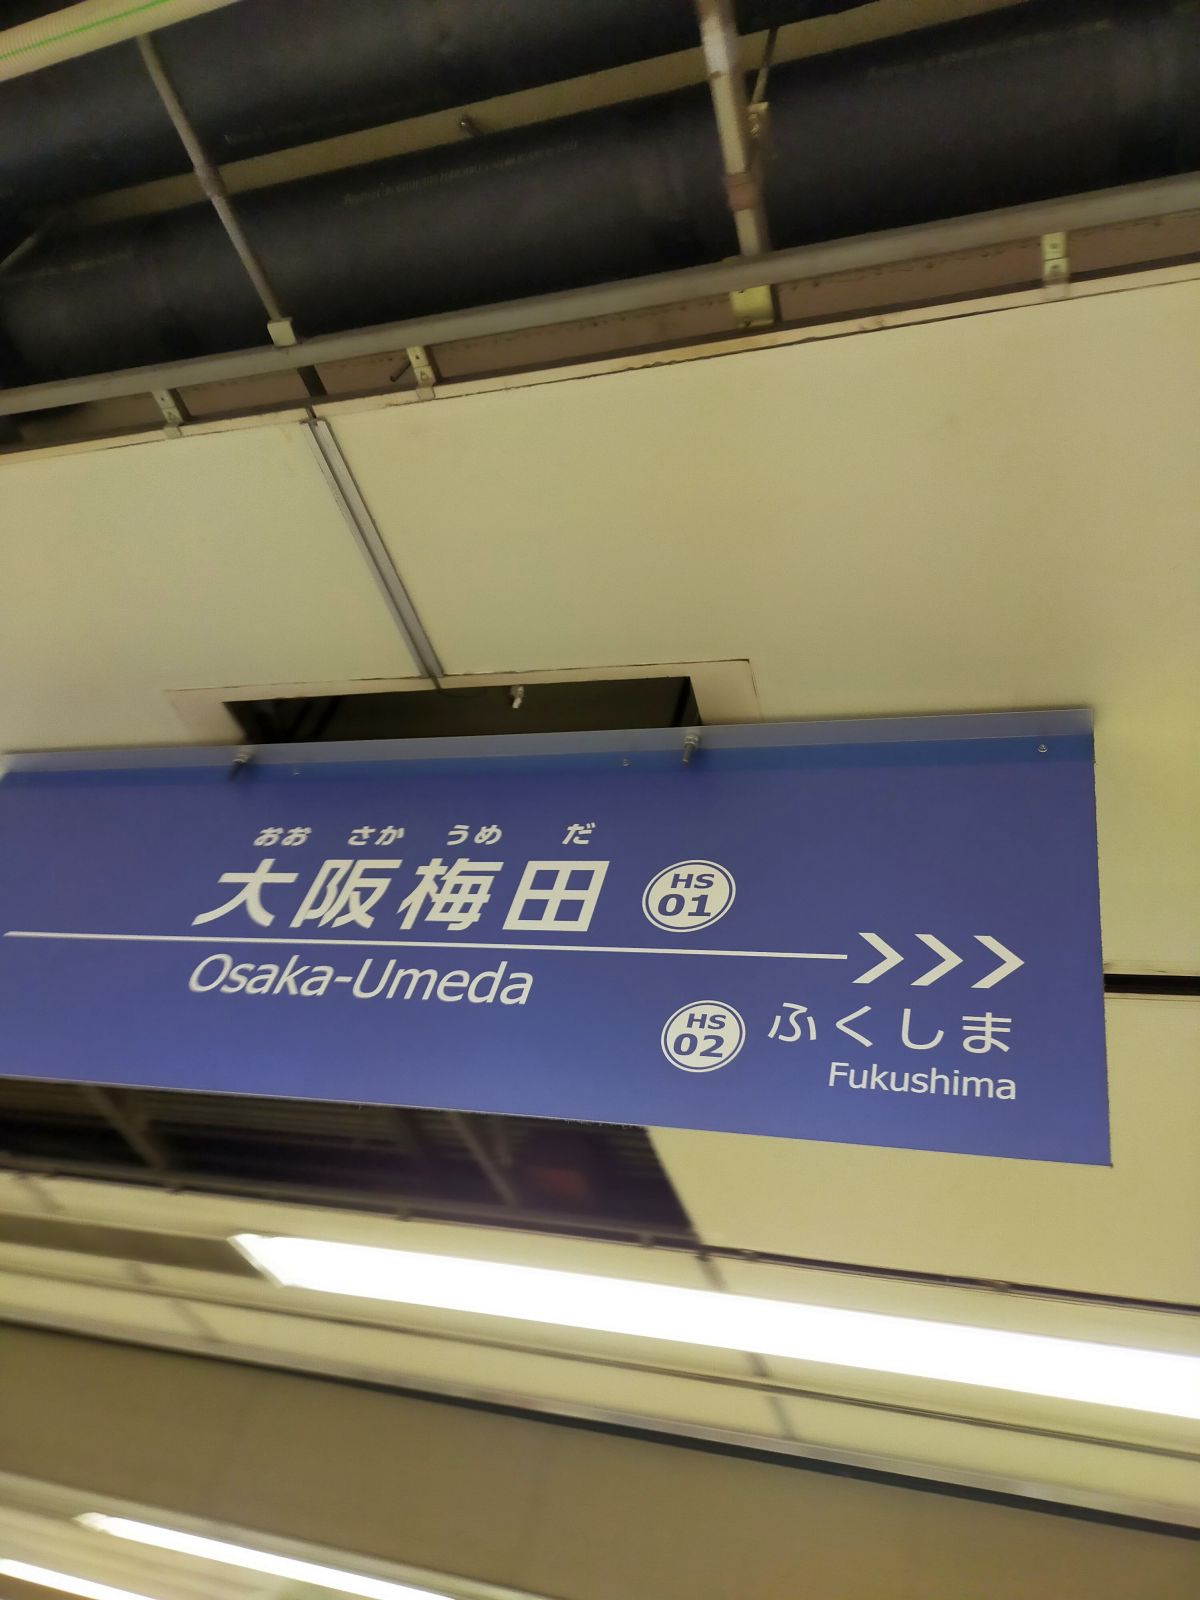 おお さか うめ だ
大阪梅田
HS
01
Osaka-Umeda
HS
02
ふくしま
Fukushima